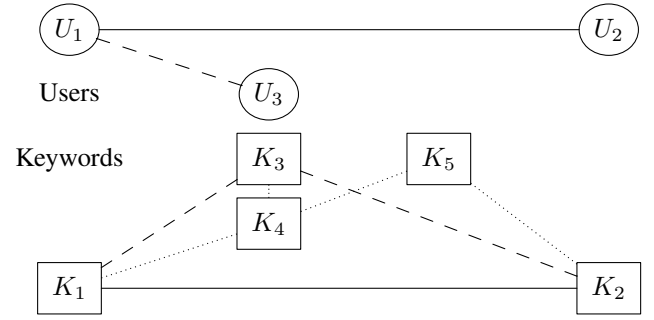 U₁ U₂
Users U₃
Keywords K₃ K₅
K₄
K₁ K₂